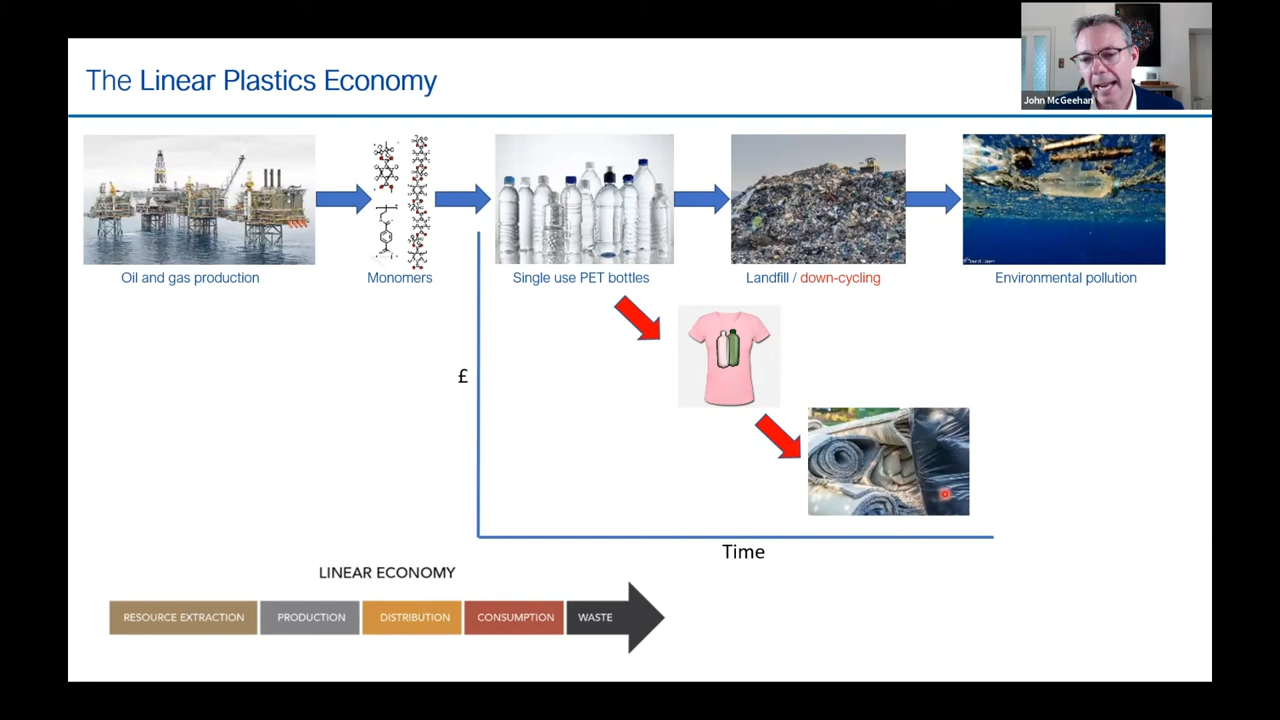 John McGeehan
The Linear Plastics Economy
Oil and gas production
Monomers
Single use PET bottles
Landfill / down-cycling
Environmental pollution
£
Time
LINEAR ECONOMY
RESOURCE EXTRACTION
PRODUCTION
DISTRIBUTION
CONSUMPTION
WASTE